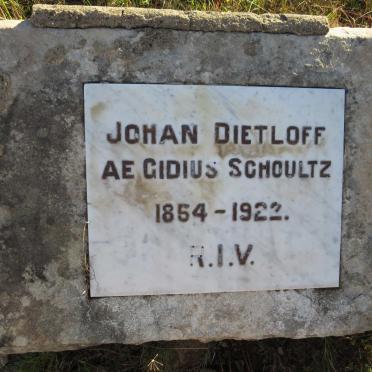 JOHAN DIETLOFF
AE GIDIUS SCHOULTZ
1854-1922.
R.I.V.